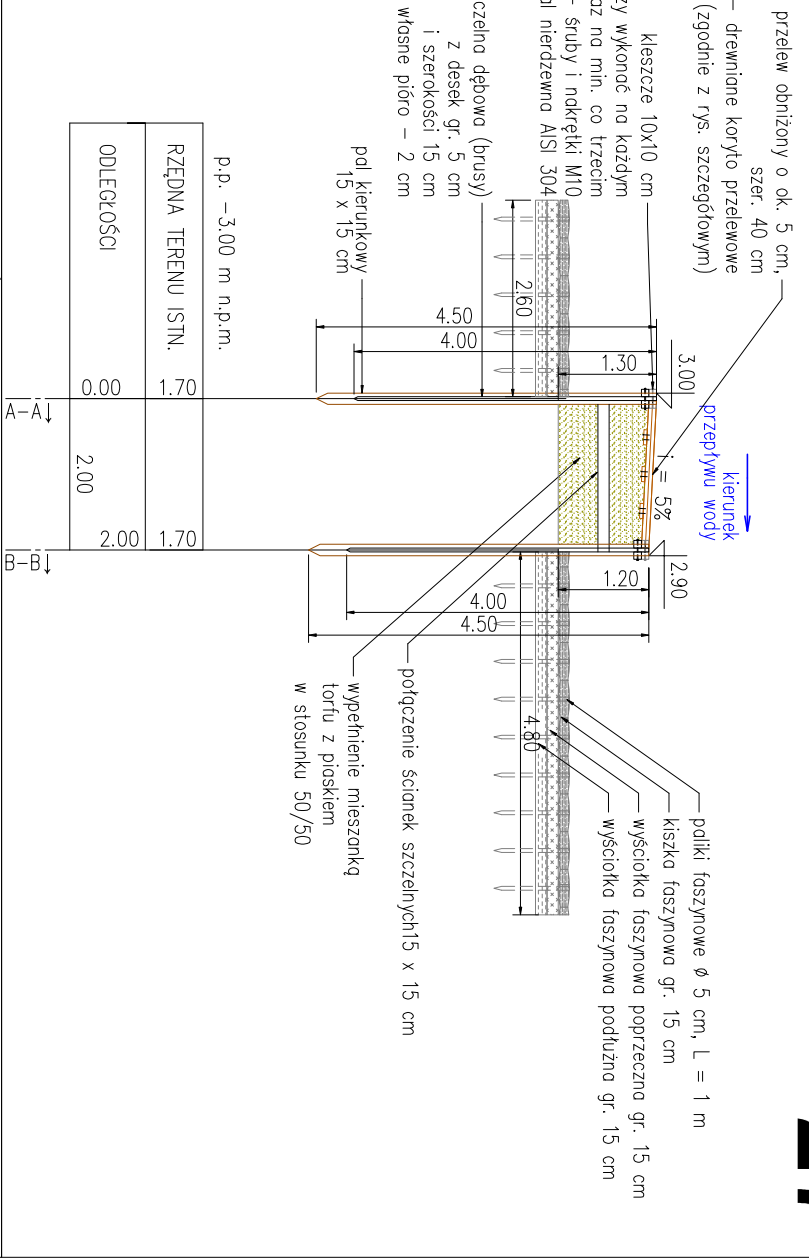 przelew obniżony o ok. 5 cm,
szer. 40 cm
– drewniane koryto przelewowe
(zgodnie z rys. szczegółowym)
kleszcze 10x10 cm
wykonać na każdym
na min. co trzecim
– śruby i nakrętki M10
nierdzewna AISI 304
dębowa (brusy)
z desek gr. 5 cm
i szerokości 15 cm
własne pióro – 2 cm
pal kierunkowy
15 x 15 cm
kierunek
przepływu wody
3.00
i = 5%
2.90
1.30
4.00
4.50
2.60
1.20
4.00
4.50
4.80
paliki faszynowe ø 5 cm, L = 1 m
kiszka faszynowa gr. 15 cm
wyściołka faszynowa poprzeczna gr. 15 cm
wyściołka faszynowa podłużna gr. 15 cm
połączenie ścianek szczelnych15 x 15 cm
wypełnienie mieszanką
torfu z piaskiem
w stosunku 50/50
p.p. –3.00 m n.p.m.
RZĘDNA TERENU ISTN. 1.70 1.70
ODLEGŁOŚCI 0.00 2.00 2.00
A–A B–B